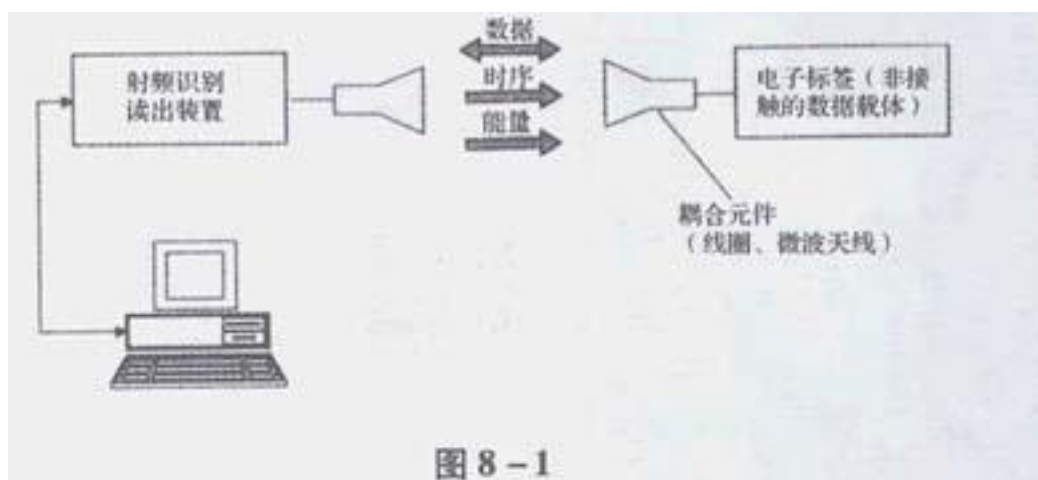 数据
时序
能量
射频识别
读出装置
电子标签（非接
触的数据载体）
耦合元件
（线圈、微波天线）
图 8－1